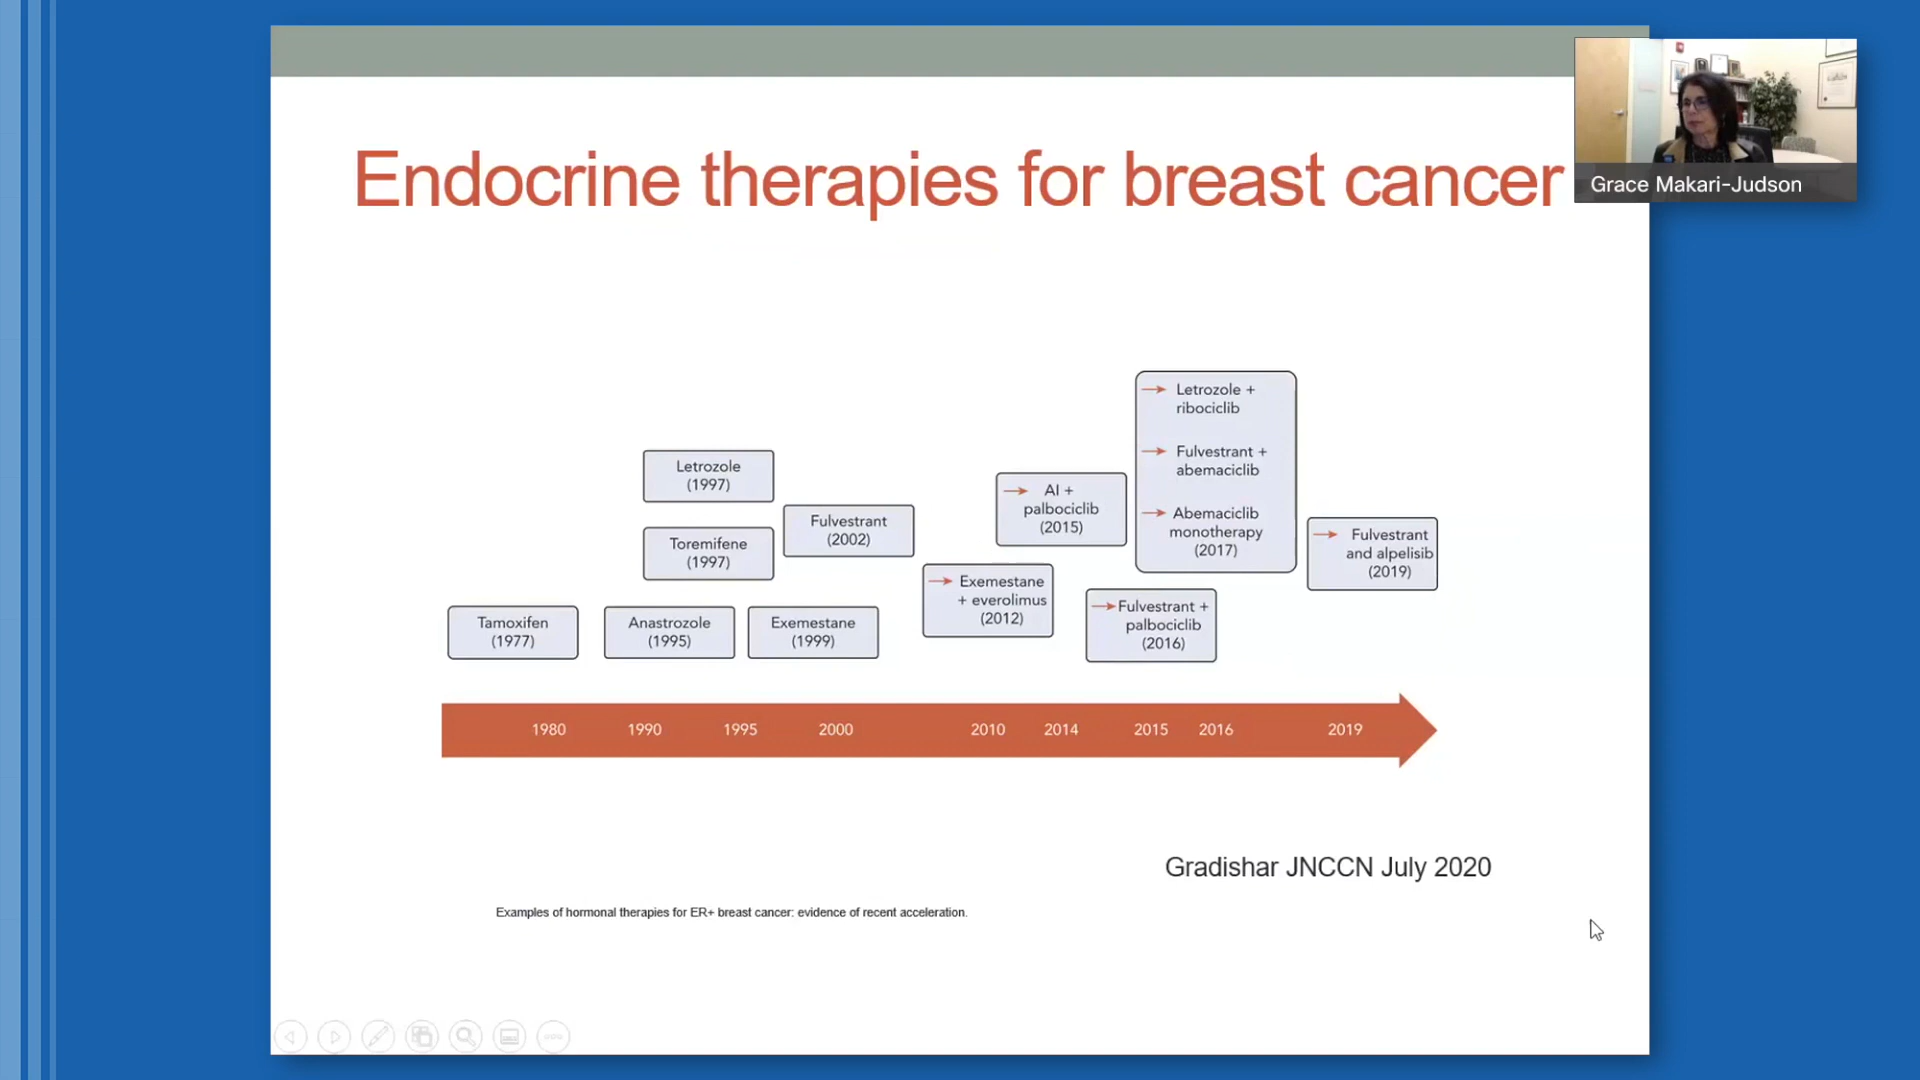 Endocrine therapies for breast cancer
Grace Makari-Judson
Letrozole +
ribociclib
Fulvestrant +
abemaciclib
Abemaciclib
monotherapy
(2017)
Letrozole
(1997)
AI +
palbociclib
(2015)
Fulvestrant
(2002)
Fulvestrant
and alpelisib
(2019)
Toremifene
(1997)
Exemestane
+ everolimus
(2012)
Fulvestrant +
palbociclib
(2016)
Tamoxifen
(1977)
Anastrozole
(1995)
Exemestane
(1999)
1980 1990 1995 2000 2010 2014 2015 2016 2019
Gradishar JNCCN July 2020
Examples of hormonal therapies for ER+ breast cancer: evidence of recent acceleration.